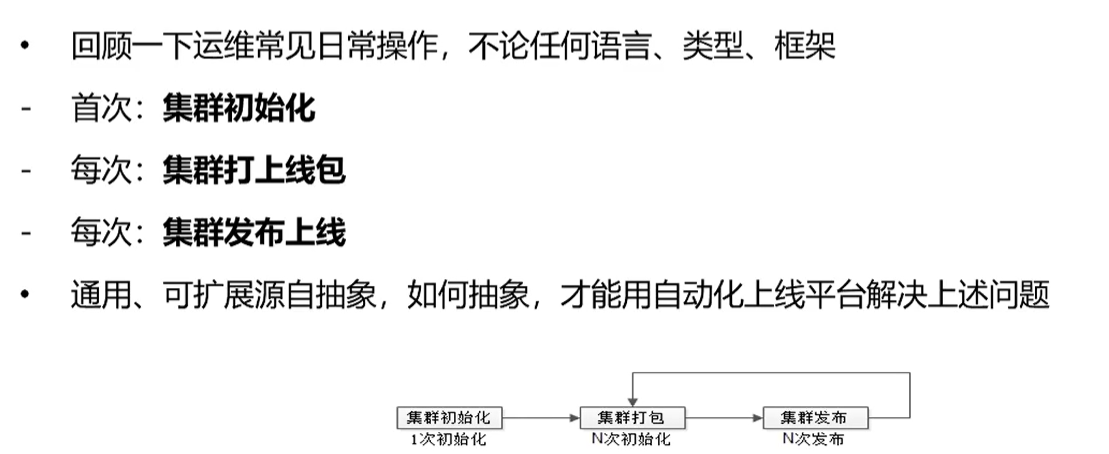 • 回顾一下运维常见日常操作，不论任何语言、类型、框架
- 首次：集群初始化
- 每次：集群打上线包
- 每次：集群发布上线
• 通用、可扩展源自抽象，如何抽象，才能用自动化上线平台解决上述问题
集群初始化 集群打包 集群发布
1次初始化 N次初始化 N次发布